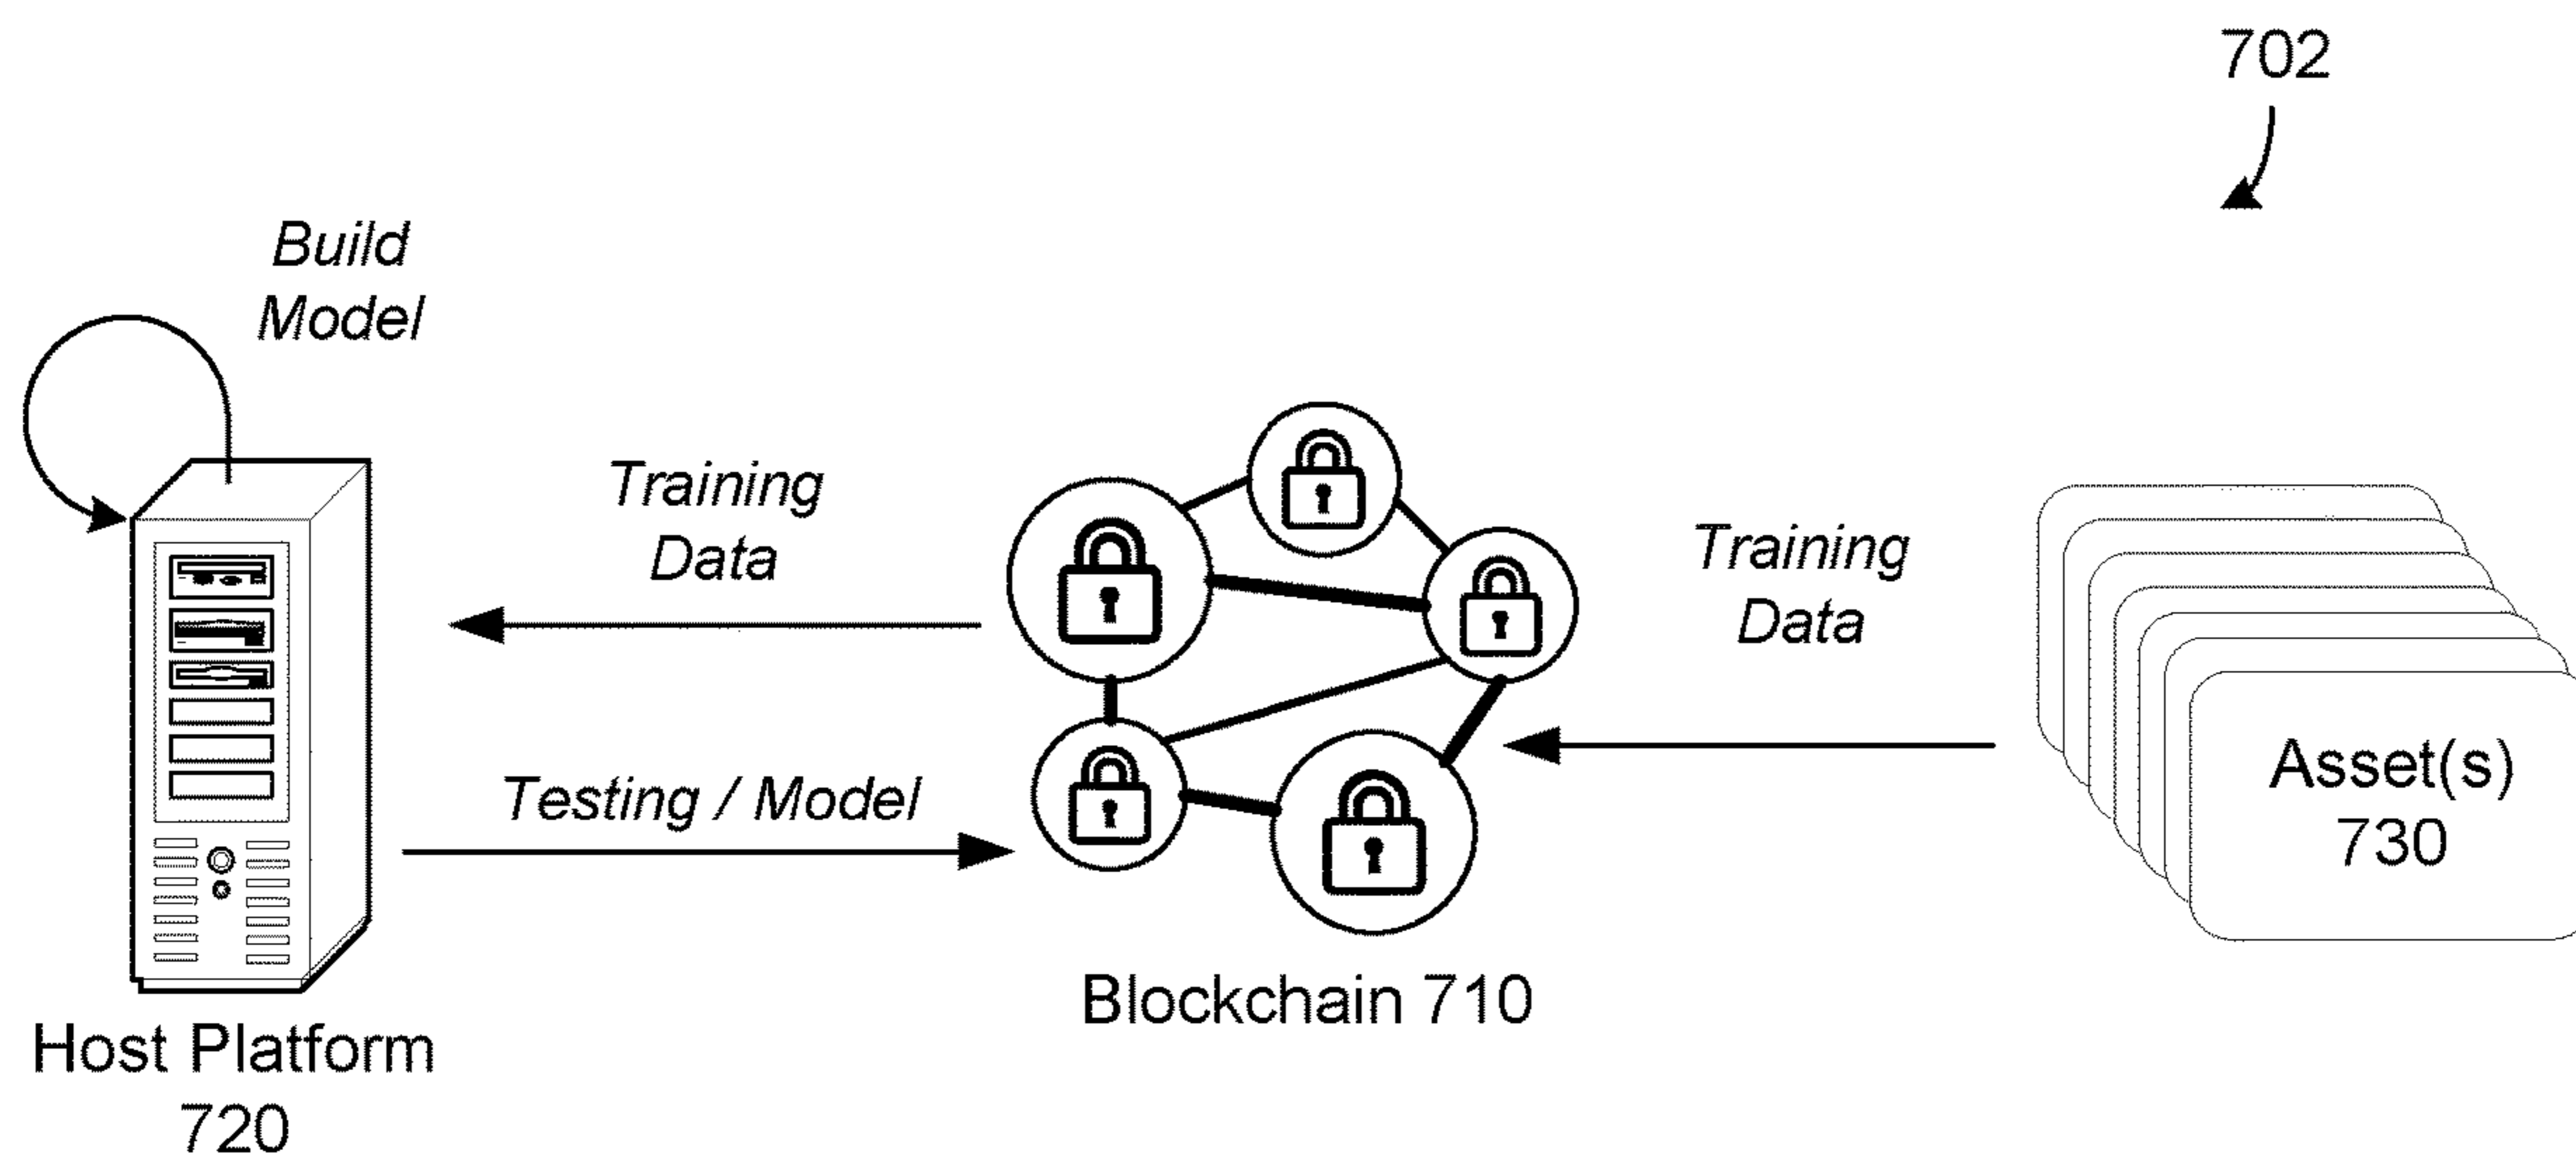 702
Build
Model
Training
Data
Training
Data
Testing / Model
Asset(s)
730
Blockchain 710
Host Platform
720